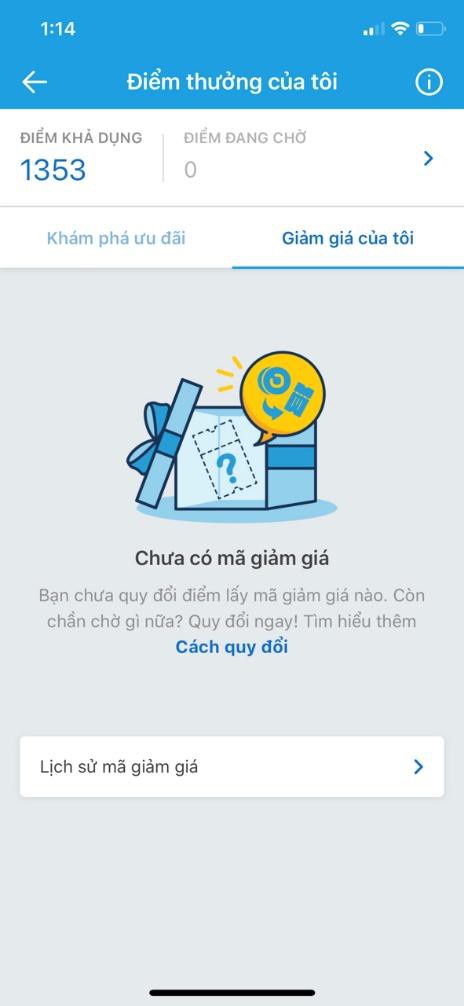 1:14
Điểm thưởng của tôi
ĐIỂM KHẢ DỤNG
1353
ĐIỂM ĐANG CHỜ
0
Khám phá ưu đãi
Giảm giá của tôi
?
Chưa có mã giảm giá
Bạn chưa quy đổi điểm lấy mã giảm giá nào. Còn
chần chờ gì nữa? Quy đổi ngay! Tìm hiểu thêm
Cách quy đổi
Lịch sử mã giảm giá